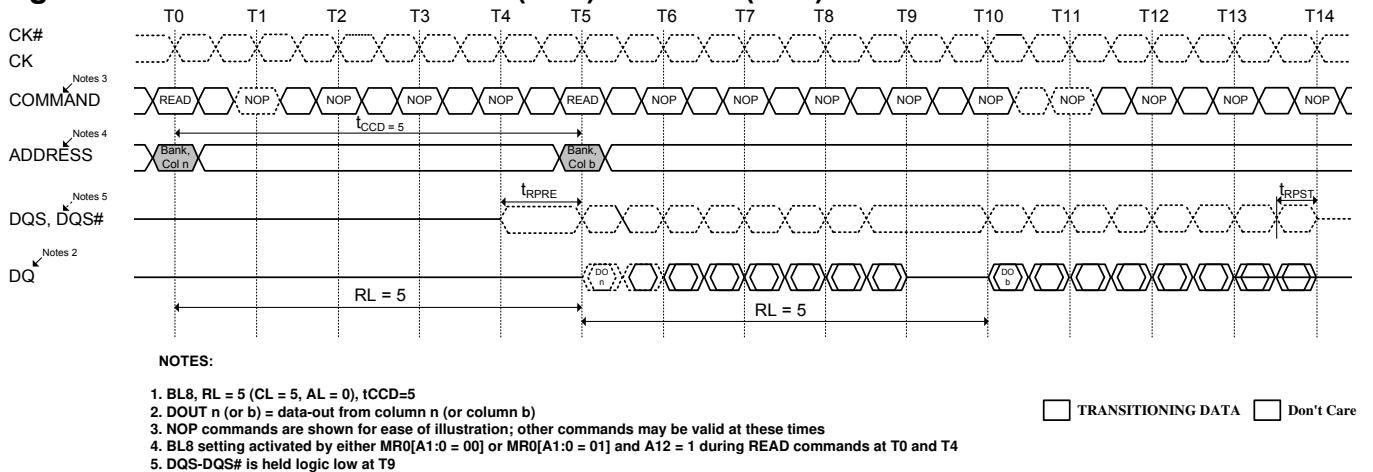 T0 T1 T2 T3 T4 T5 T6 T7 T8 T9 T10 T11 T12 T13 T14
CK#
CK
Notes 3
COMMAND READ NOP NOP NOP NOP READ NOP NOP NOP NOP NOP NOP NOP NOP
tCCD = 5
Notes 4
ADDRESS
Bank, Col n
Bank, Col b
Notes 5
DQS, DQS#
tRPRE
tRPST
Notes 2
DQ
DO n
DO b
RL = 5
RL = 5
NOTES:
1. BL8, RL = 5 (CL = 5, AL = 0), tCCD=5
2. DOUT n (or b) = data-out from column n (or column b)
3. NOP commands are shown for ease of illustration; other commands may be valid at these times
4. BL8 setting activated by either MR0[A1:0 = 00] or MR0[A1:0 = 01] and A12 = 1 during READ commands at T0 and T4
5. DQS-DQS# is held logic low at T9
TRANSITIONING DATA
Don't Care